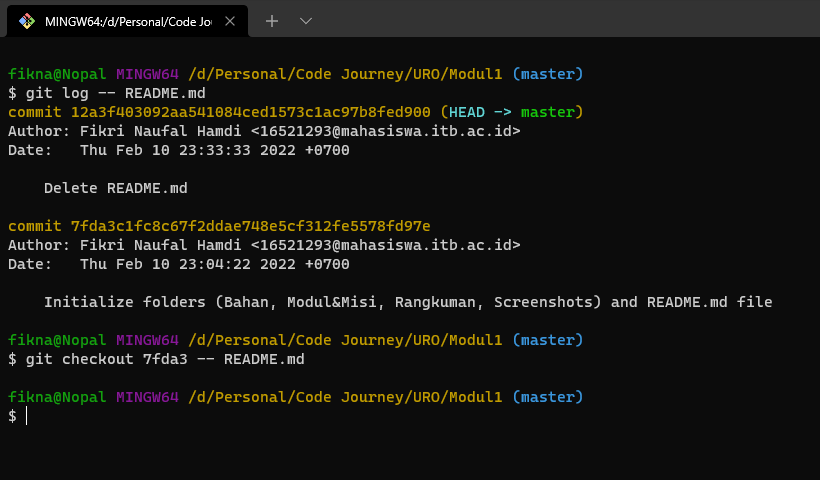 MINGW64:/d/Personal/Code Jou
fikna@Nopal MINGW64 /d/Personal/Code Journey/URO/Modul1 (master)
$ git log -- README.md
commit 12a3f403092aa541084ced1573c1ac97b8fed900 (HEAD -> master)
Author: Fikri Naufal Hamdi <16521293@mahasiswa.itb.ac.id>
Date:   Thu Feb 10 23:33:33 2022 +0700
    Delete README.md
commit 7fda3c1fc8c67f2ddae748e5cf312fe5578fd97e
Author: Fikri Naufal Hamdi <16521293@mahasiswa.itb.ac.id>
Date:   Thu Feb 10 23:04:22 2022 +0700
    Initialize folders (Bahan, Modul&Misi, Rangkuman, Screenshots) and README.md file
fikna@Nopal MINGW64 /d/Personal/Code Journey/URO/Modul1 (master)
$ git checkout 7fda3 -- README.md
fikna@Nopal MINGW64 /d/Personal/Code Journey/URO/Modul1 (master)
$